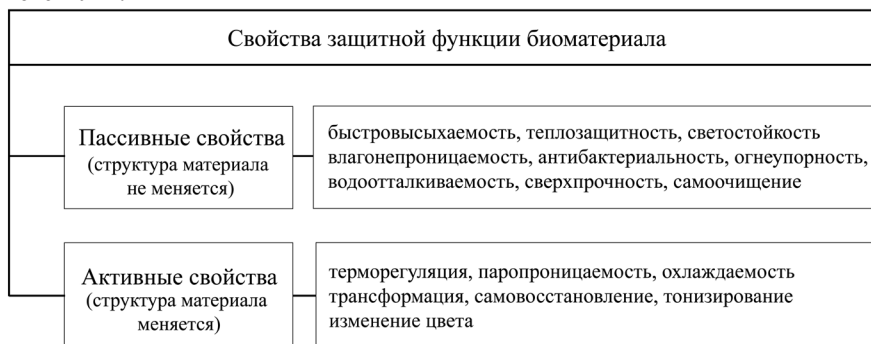 Свойства защитной функции биоматериала
Пассивные свойства
(структура материала
не меняется)
быстровысыхаемость, теплозащитность, светостойкость
влагонепроницаемость, антибактериальность, огнеупорность,
водоотталкиваемость, сверхпрочность, самоочищение
Активные свойства
(структура материала
меняется)
терморегуляция, паропроницаемость, охлаждаемость
трансформация, самовосстановление, тонизирование
изменение цвета